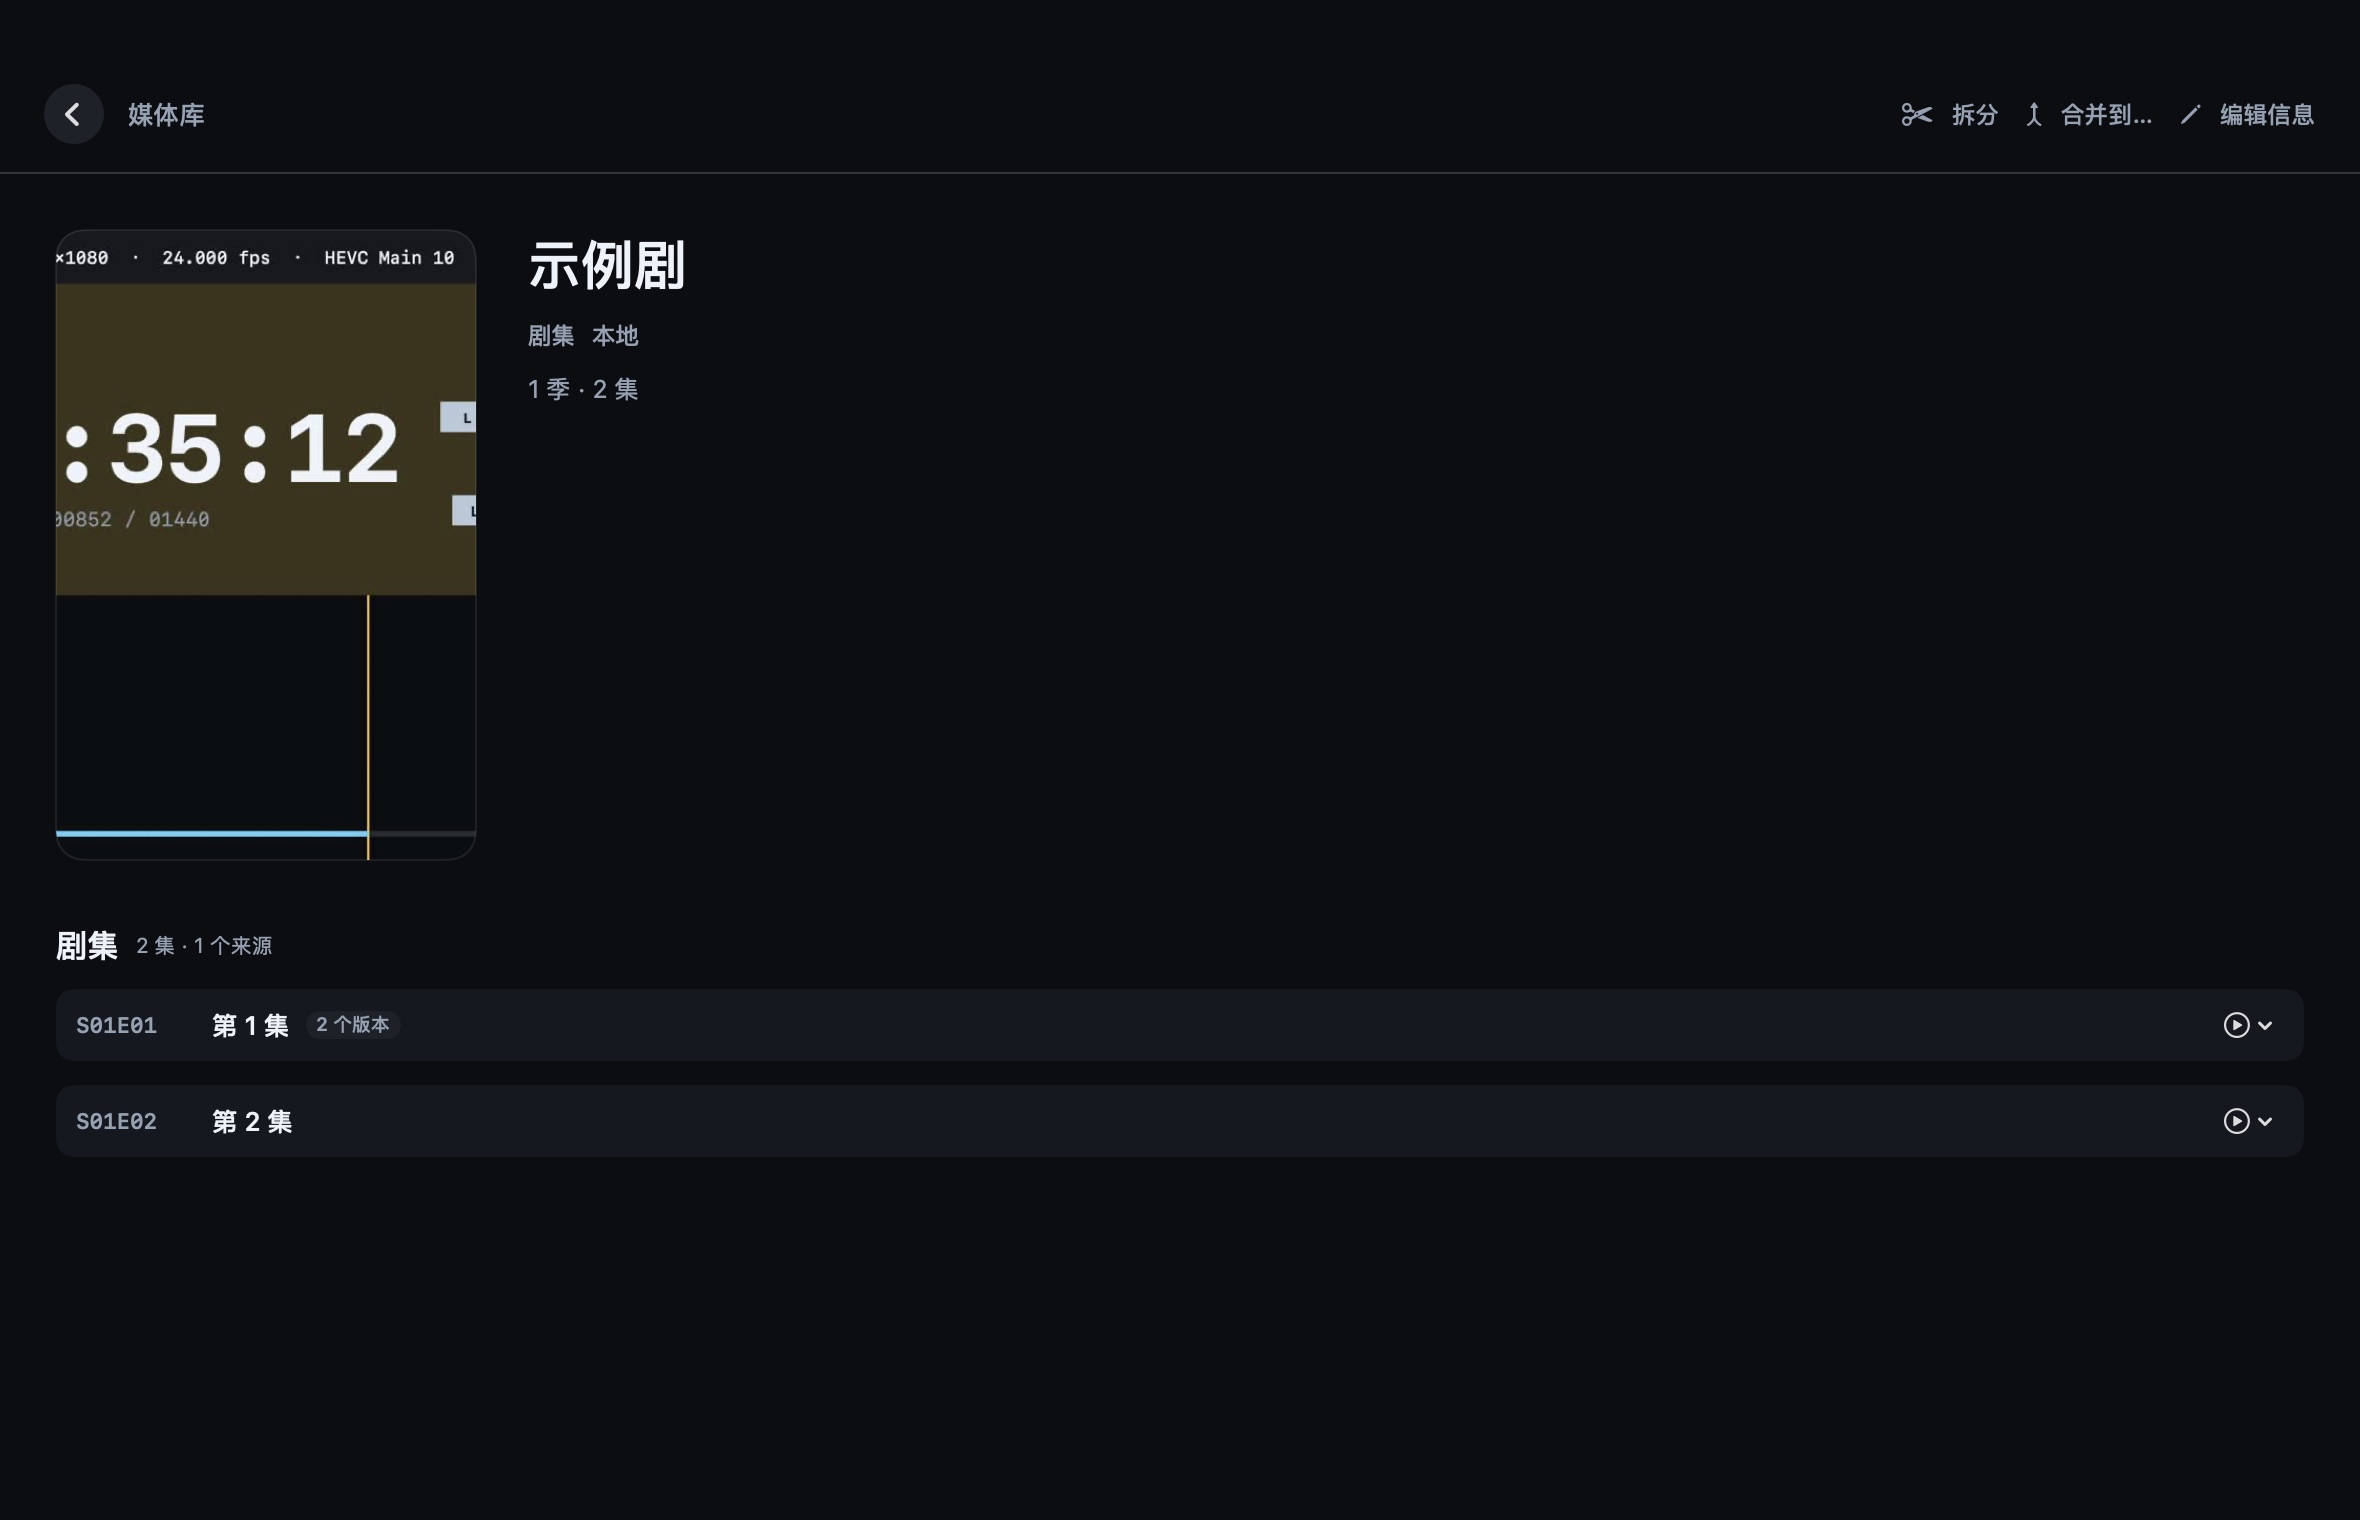 媒体库
拆分 合并到... 编辑信息
×1080 · 24.000 fps · HEVC Main 10
示例剧
剧集 本地
1 季 · 2 集
:35:12
L
00852 / 01440
L
剧集 2 集 · 1 个来源
S01E01 第 1 集 2 个版本
S01E02 第 2 集